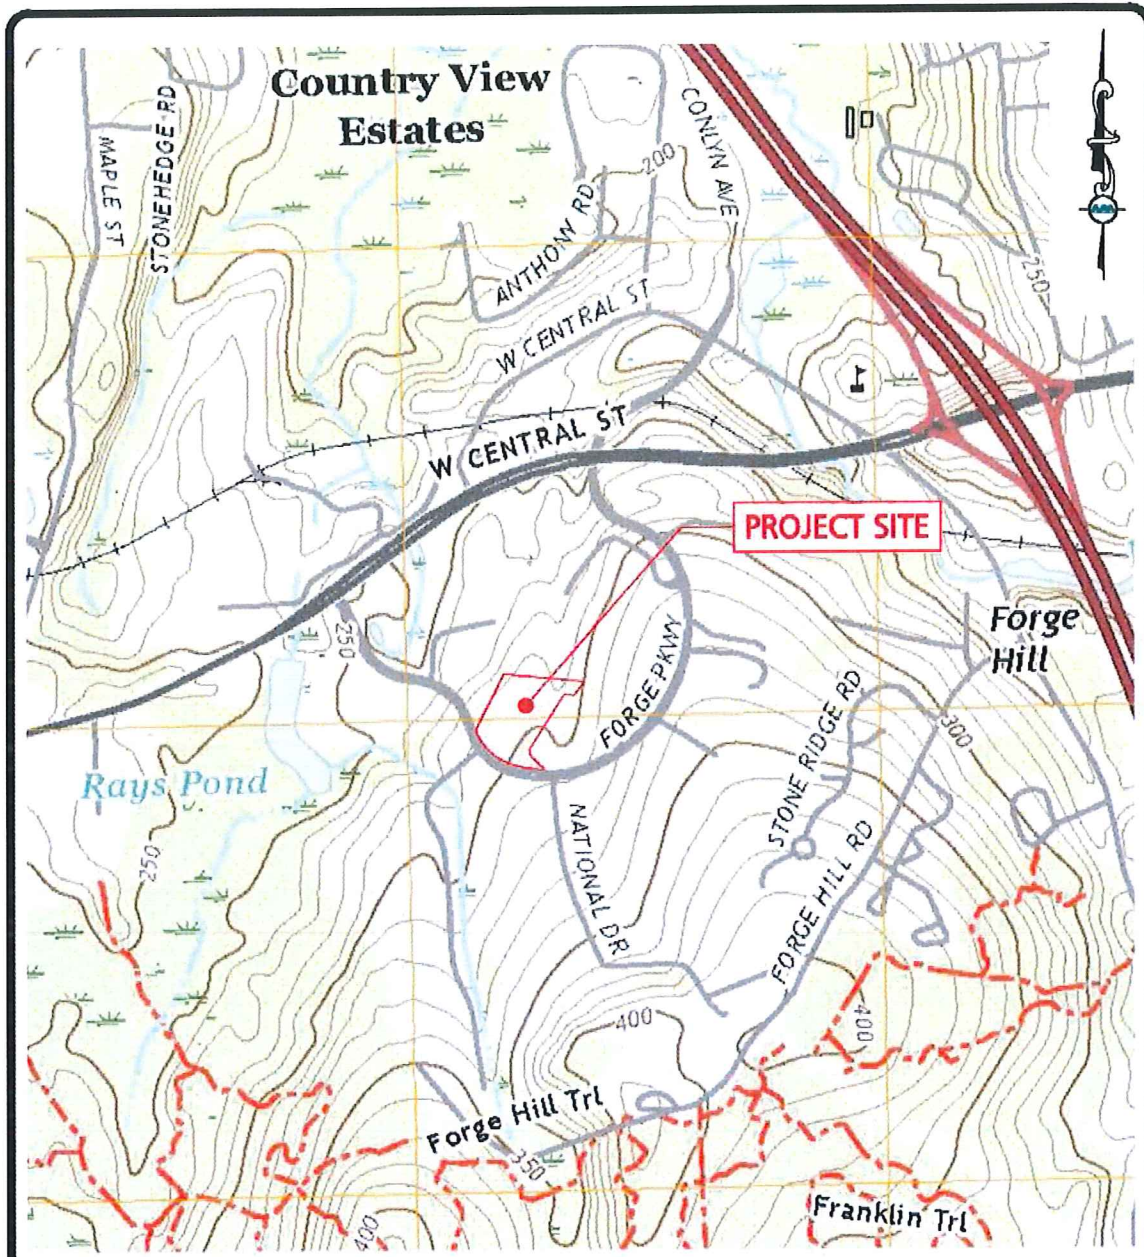 Country View
Estates
MAPLE ST
STONEHEDGE RD
CONLYN AVE
200
ANTHONY RD
250
W CENTRAL ST
W CENTRAL ST
PROJECT SITE
Forge
Hill
250
FORGE PKWY
STONE RIDGE RD
300
Rays Pond
250
NATIONAL DR
FORGE HILL RD
400
400
Forge Hill Trl
350
Franklin Trl
400